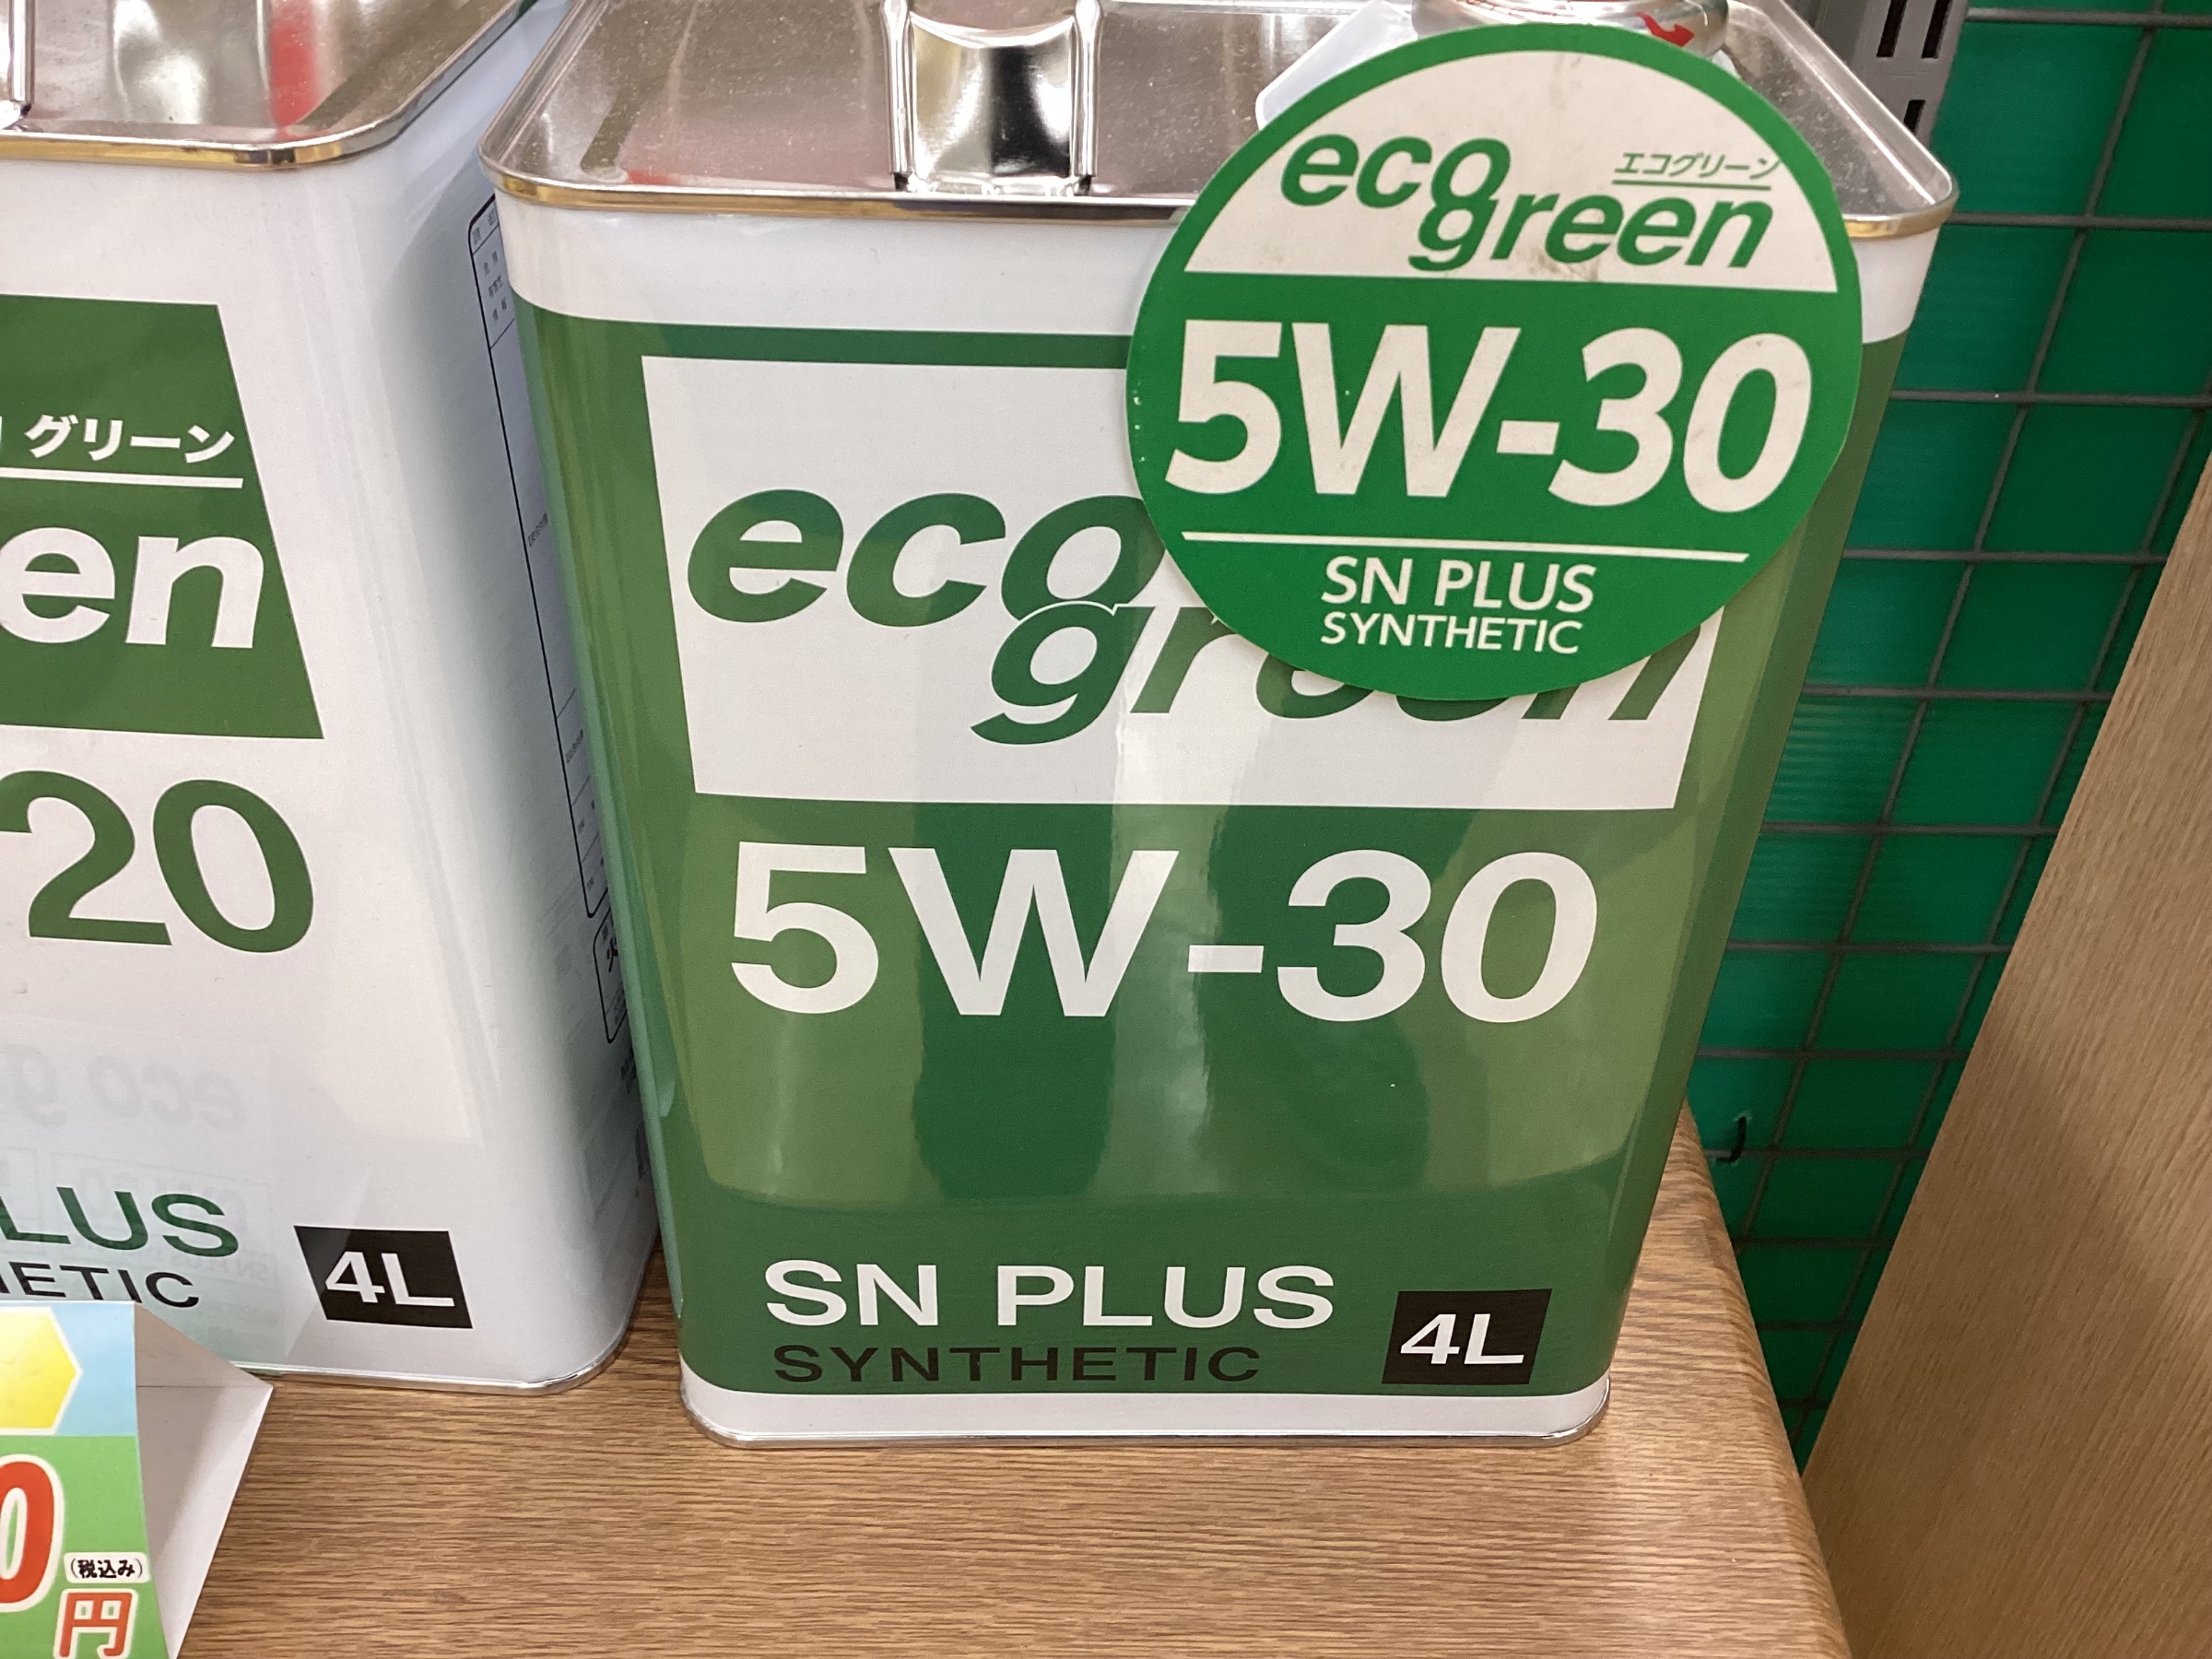 eco
エコグリーン
green
5W-30
SN PLUS
SYNTHETIC
eco
5W-30
SN PLUS
SYNTHETIC
4L
グリーン
en
20
LUS
ETIC
4L
0
(税込み)
円